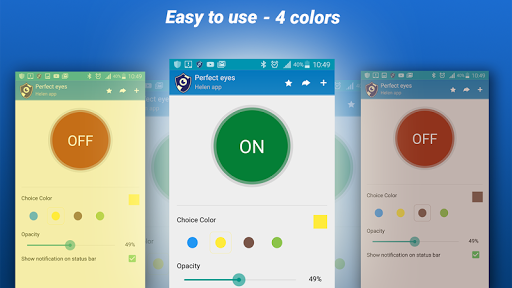 Easy to use - 4 colors
40% 10:49
Perfect eyes
Helen app
OFF
Choice Color
Opacity
49%
Show notification on status bar
40% 10:49
Perfect eyes
Helen app
ON
Choice Color
Opacity
49%
40% 10:49
Perfect eyes
Helen app
OFF
Choice Color
Opacity
49%
Show notification on status bar